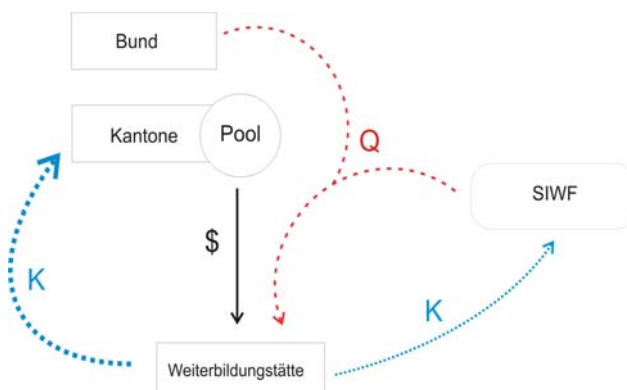 Bund
Kantone
Pool
Q
SIWF
$
K
K
Weiterbildungstätte